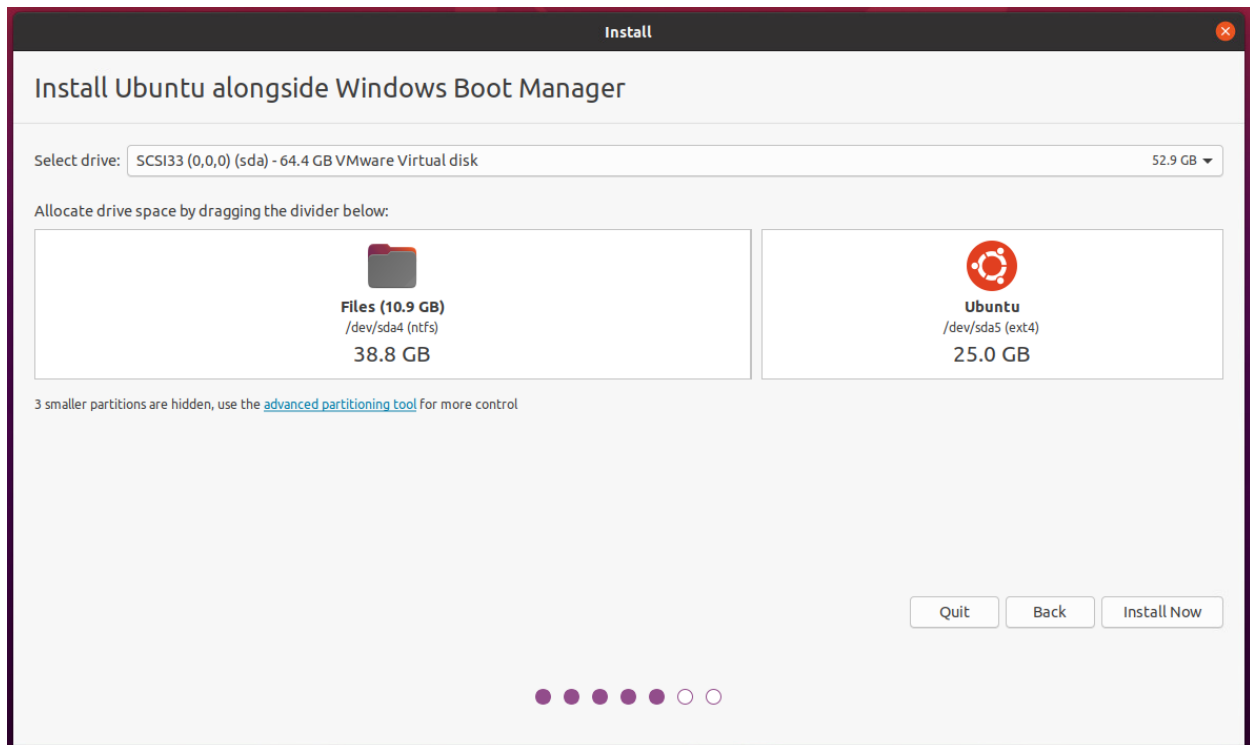 Install
Install Ubuntu alongside Windows Boot Manager
Select drive: SCSI33 (0,0,0) (sda) - 64.4 GB VMware Virtual disk 52.9 GB
Allocate drive space by dragging the divider below:
Files (10.9 GB)
/dev/sda4 (ntfs)
38.8 GB
Ubuntu
/dev/sda5 (ext4)
25.0 GB
3 smaller partitions are hidden, use the advanced partitioning tool for more control
Quit Back Install Now